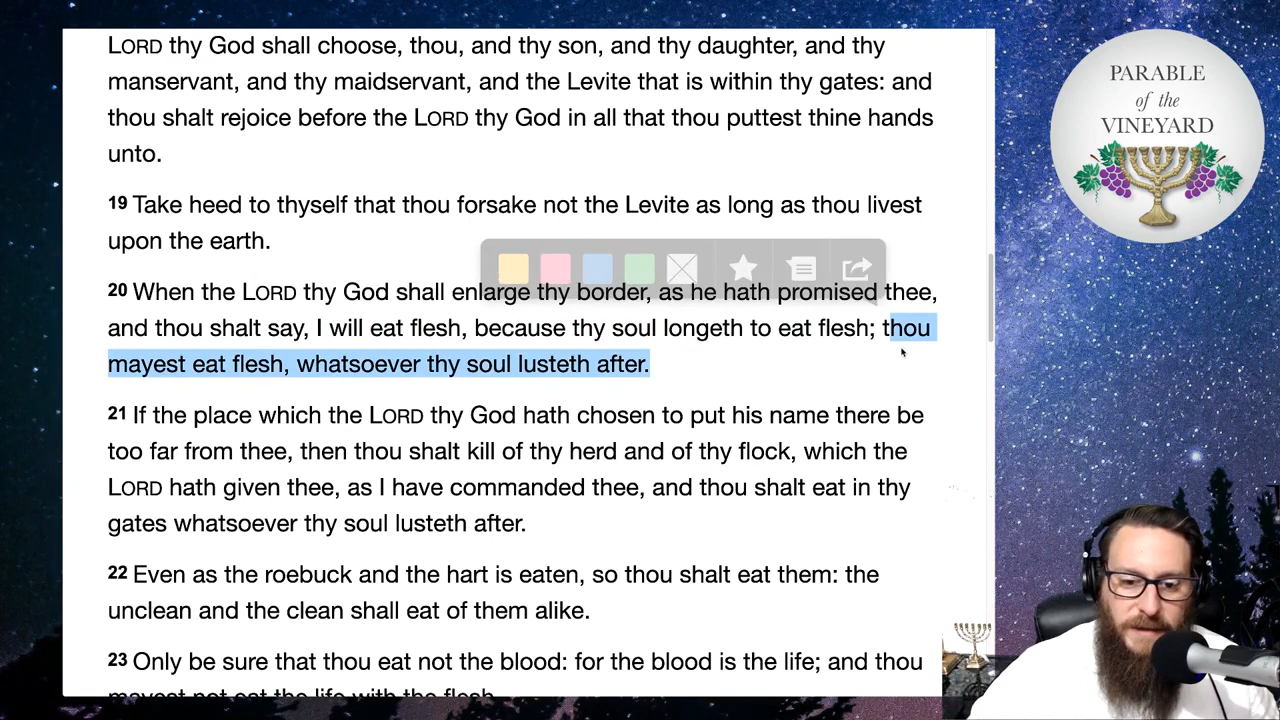 LORD thy God shall choose, thou, and thy son, and thy daughter, and thy
manservant, and thy maidservant, and the Levite that is within thy gates: and
thou shalt rejoice before the LORD thy God in all that thou puttest thine hands
unto.
19 Take heed to thyself that thou forsake not the Levite as long as thou livest
upon the earth.
20 When the LORD thy God shall enlarge thy border, as he hath promised thee,
and thou shalt say, I will eat flesh, because thy soul longeth to eat flesh; thou
mayest eat flesh, whatsoever thy soul lusteth after.
21 If the place which the LORD thy God hath chosen to put his name there be
too far from thee, then thou shalt kill of thy herd and of thy flock, which the
LORD hath given thee, as I have commanded thee, and thou shalt eat in thy
gates whatsoever thy soul lusteth after.
22 Even as the roebuck and the hart is eaten, so thou shalt eat them: the
unclean and the clean shall eat of them alike.
23 Only be sure that thou eat not the blood: for the blood is the life; and thou
mayest not eat the life with the flesh.
PARABLE
of the
VINEYARD